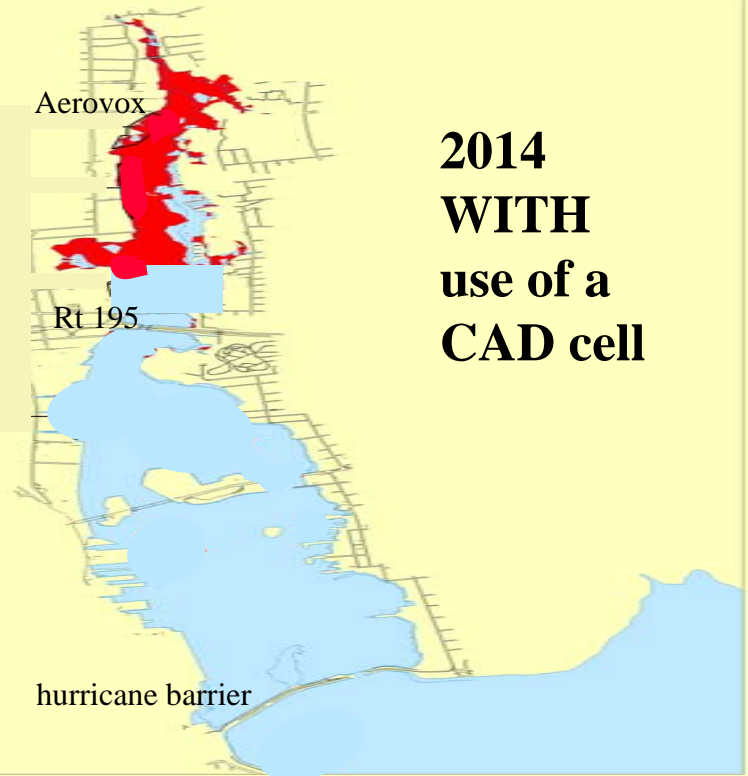 Aerovox
2014
WITH
use of a
CAD cell
Rt 195
hurricane barrier